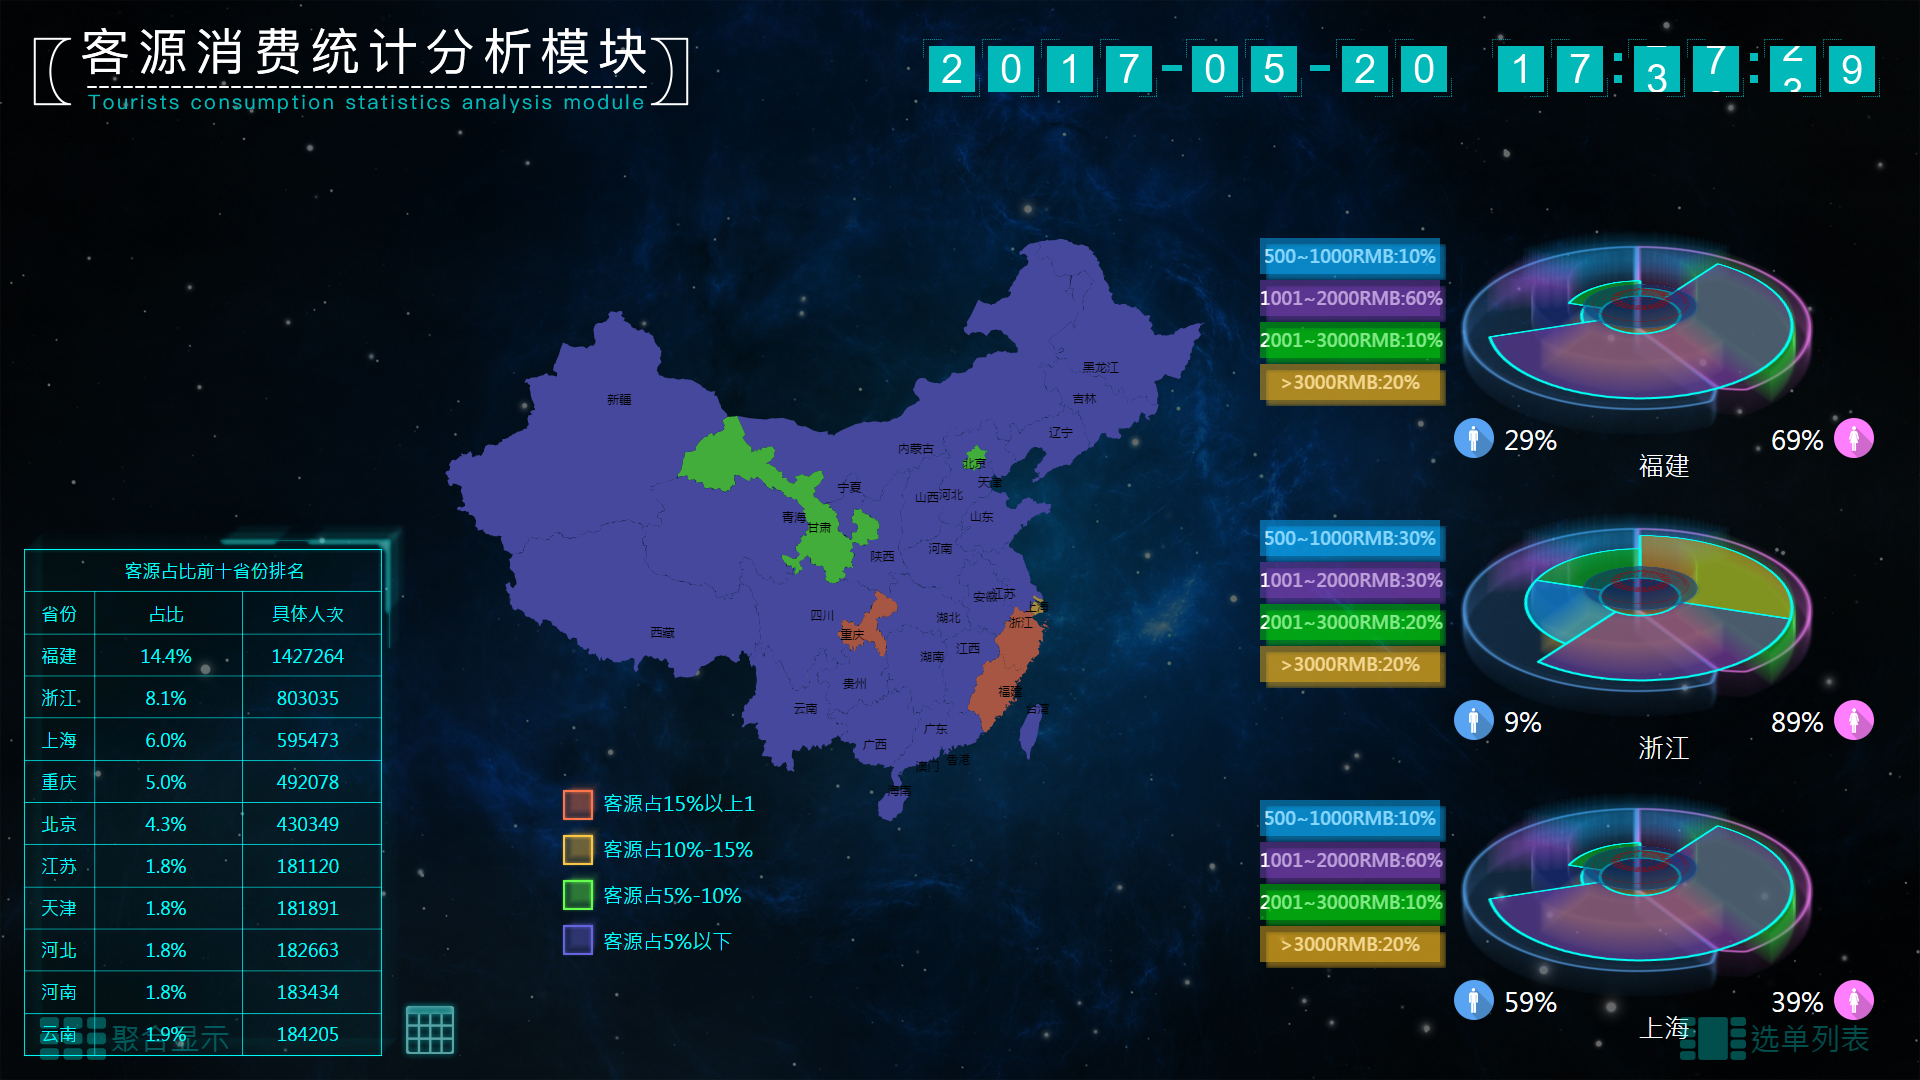 客源消费统计分析模块
Tourists consumption statistics analysis module
2017-05-20 17:37:29
客源占比前十省份排名
省份 占比 具体人次
福建 14.4% 1427264
浙江 8.1% 803035
上海 6.0% 595473
重庆 5.0% 492078
北京 4.3% 430349
江苏 1.8% 181120
天津 1.8% 181891
河北 1.8% 182663
河南 1.8% 183434
云南 1.9% 184205
聚合显示
黑龙江
新疆
吉林
辽宁
内蒙古
北京
天津
宁夏
山西
河北
青海
甘肃
山东
陕西
河南
安徽
江苏
上海
四川
湖北
浙江
西藏
重庆
湖南
江西
贵州
福建
云南
台湾
广东
广西
澳门
香港
海南
客源占15%以上1
客源占10%-15%
客源占5%-10%
客源占5%以下
500~1000RMB:10%
1001~2000RMB:60%
2001~3000RMB:10%
>3000RMB:20%
29%
69%
福建
500~1000RMB:30%
1001~2000RMB:30%
2001~3000RMB:20%
>3000RMB:20%
9%
89%
浙江
500~1000RMB:10%
1001~2000RMB:60%
2001~3000RMB:10%
>3000RMB:20%
59%
39%
上海
选单列表